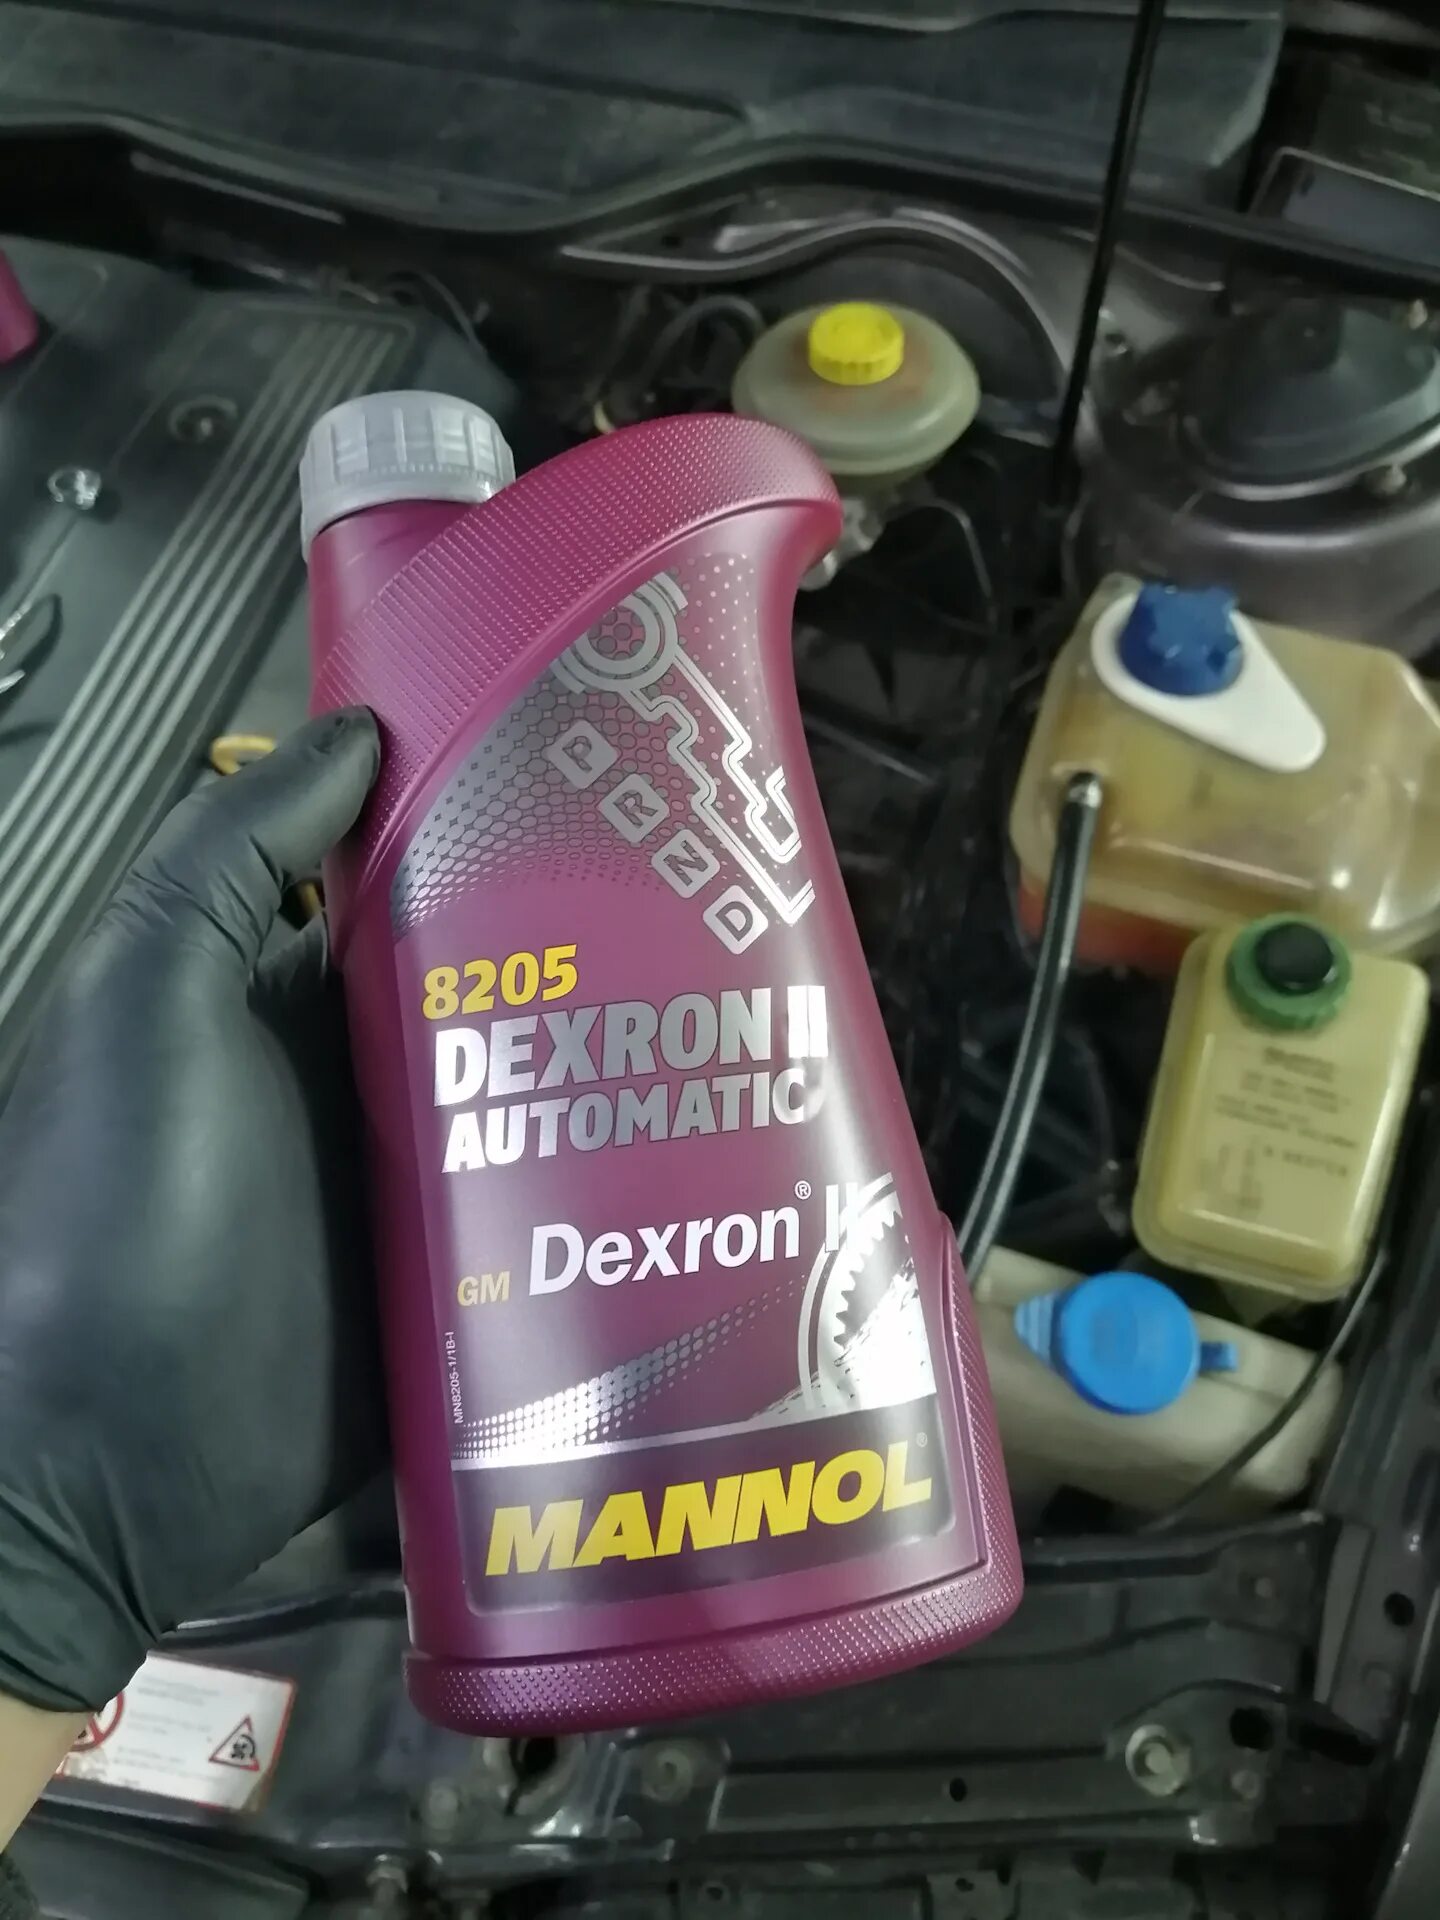 P
R
N
D
8205
DEXRON II
AUTOMATIC
GM Dexron® II
MN8205-1/1B-I
MANNOL®